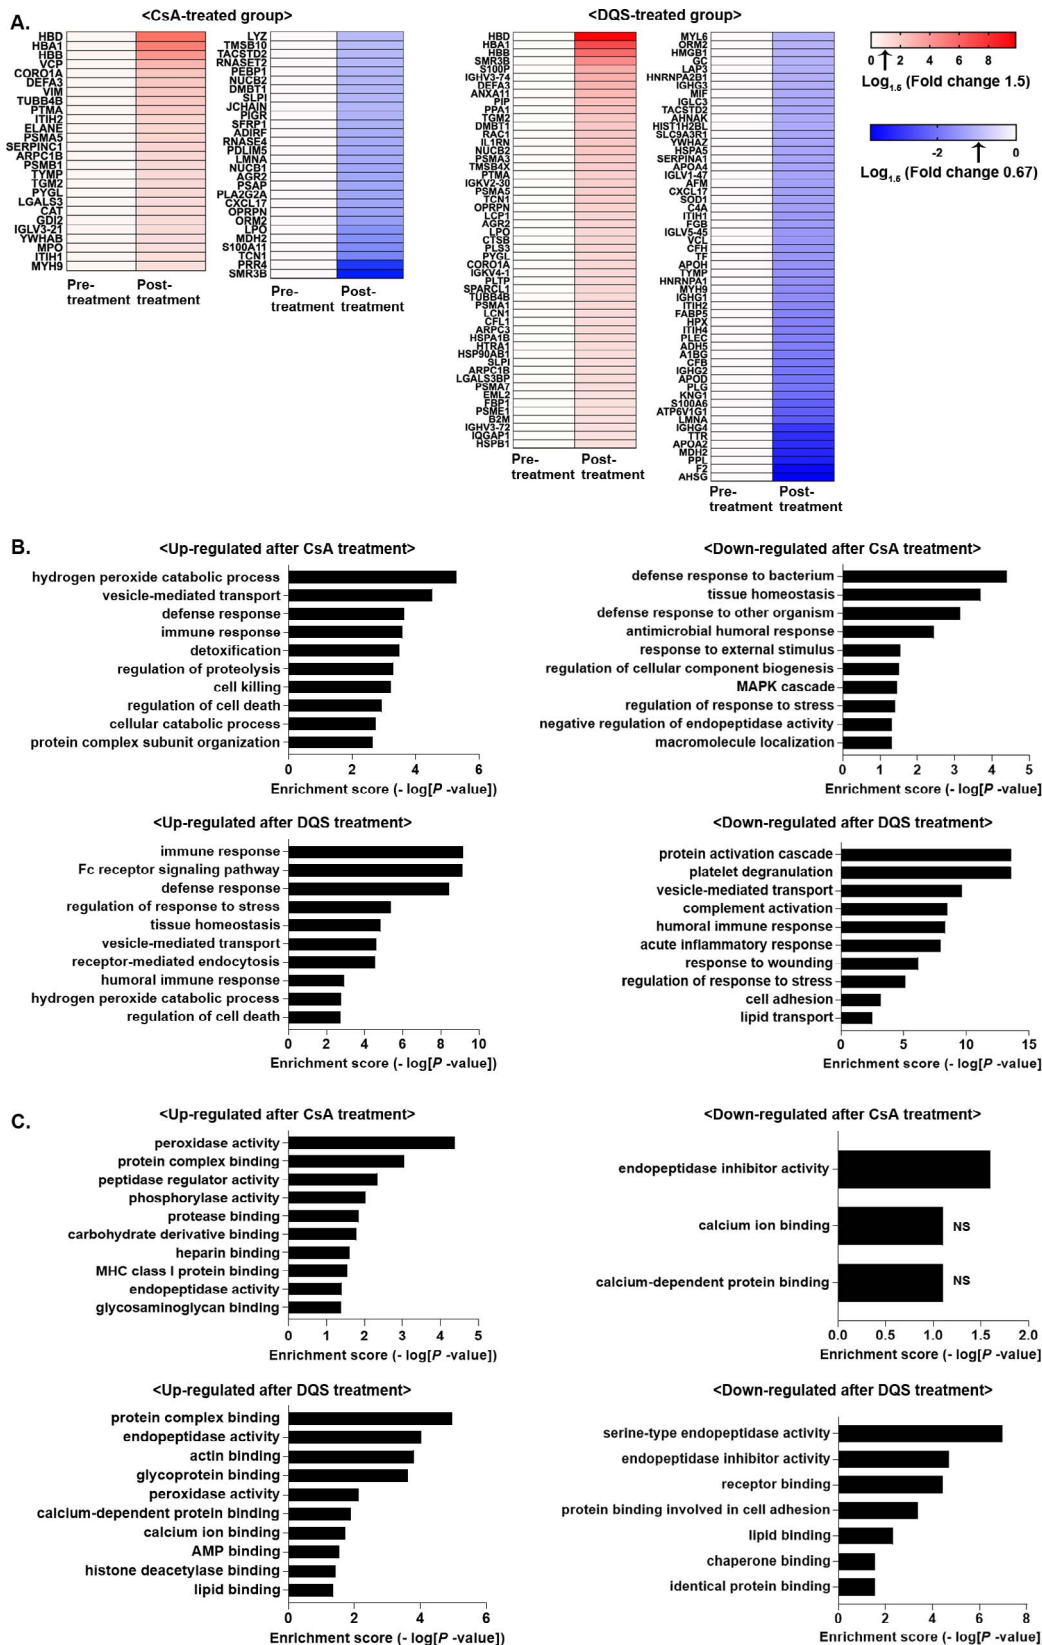 A.
<CsA-treated group>
HBD
HBA1
HBB
VCP
CORO1A
DEFA3
VIM
TUBB4B
PTMA
ITIH2
ELANE
PSMA5
SERPINC1
ARPC1B
PSMB1
TYMP
TGM2
PYGL
LGALS3
CAT
GDI2
IGLV3-21
YWHAB
MPO
ITIH1
MYH9
Pre-
treatment
Post-
treatment
LYZ
TMSB10
TACSTD2
RNASET2
PEBP1
NUCB2
DMBT1
SLPI
JCHAIN
PIGR
SFRP1
ADIRF
RNASE4
PDLIM5
LMNA
NUCB1
AGR2
PSAP
PLA2G2A
CXCL17
OPRPN
ORM2
LPO
MDH2
S100A11
TCN1
PRR4
SMR3B
Pre-
treatment
Post-
treatment
<DQS-treated group>
HBD
HBA1
HBB
SMR3B
S100P
IGHV3-74
DEFA3
ANXA11
PIP
PPA1
TGM2
DMBT1
RAC1
IL1RN
NUCB2
PSMA3
TMSB4X
PTMA
IGKV2-30
PSMA5
TCN1
OPRPN
LCP1
AGR2
LPO
CTSB
PLS3
PYGL
CORO1A
IGKV4-1
PLTP
SPARCL1
TUBB4B
PSMA1
LCN1
CFL1
ARPC3
HSPA1B
HTRA1
HSP90AB1
SLPI
ARPC1B
LGALS3BP
PSMA7
EML2
FBP1
PSME1
B2M
IGHV3-72
IQGAP1
HSPB1
Pre-
treatment
Post-
treatment
MYL6
ORM2
HMGB1
GC
LAP3
HNRNPA2B1
IGHG3
MIF
IGLC3
TACSTD2
AHNAK
HIST1H2BL
SLC9A3R1
YWHAZ
HSPA5
SERPINA1
APOA4
IGLV1-47
AFM
CXCL17
SOD1
C4A
ITIH1
FGB
IGLV5-45
VCL
CFH
TF
APOH
TYMP
HNRNPA1
MYH9
IGHG1
ITIH2
FABP5
HPX
ITIH4
PLEC
ADH5
A1BG
CFB
IGHG2
APOD
PLG
KNG1
S100A6
ATP6V1G1
LMNA
IGHG4
TTR
APOA2
MDH2
PPL
F2
AHSG
Pre-
treatment
Post-
treatment
0 2 4 6 8
Log1.5 (Fold change 1.5)
-2 0
Log1.5 (Fold change 0.67)
B.
<Up-regulated after CsA treatment>
hydrogen peroxide catabolic process
vesicle-mediated transport
defense response
immune response
detoxification
regulation of proteolysis
cell killing
regulation of cell death
cellular catabolic process
protein complex subunit organization
0 2 4 6
Enrichment score (- log[P -value])
<Down-regulated after CsA treatment>
defense response to bacterium
tissue homeostasis
defense response to other organism
antimicrobial humoral response
response to external stimulus
regulation of cellular component biogenesis
MAPK cascade
regulation of response to stress
negative regulation of endopeptidase activity
macromolecule localization
0 1 2 3 4 5
Enrichment score (- log[P -value]
<Up-regulated after DQS treatment>
immune response
Fc receptor signaling pathway
defense response
regulation of response to stress
tissue homeostasis
vesicle-mediated transport
receptor-mediated endocytosis
humoral immune response
hydrogen peroxide catabolic process
regulation of cell death
0 2 4 6 8 10
Enrichment score (- log[P -value])
<Down-regulated after DQS treatment>
protein activation cascade
platelet degranulation
vesicle-mediated transport
complement activation
humoral immune response
acute inflammatory response
response to wounding
regulation of response to stress
cell adhesion
lipid transport
0 5 10 15
Enrichment score (- log[P -value]
C.
<Up-regulated after CsA treatment>
peroxidase activity
protein complex binding
peptidase regulator activity
phosphorylase activity
protease binding
carbohydrate derivative binding
heparin binding
MHC class I protein binding
endopeptidase activity
glycosaminoglycan binding
0 1 2 3 4 5
Enrichment score (- log[P -value])
<Down-regulated after CsA treatment>
endopeptidase inhibitor activity
calcium ion binding NS
calcium-dependent protein binding NS
0.0 0.5 1.0 1.5 2.0
Enrichment score (- log[P -value]
<Up-regulated after DQS treatment>
protein complex binding
endopeptidase activity
actin binding
glycoprotein binding
peroxidase activity
calcium-dependent protein binding
calcium ion binding
AMP binding
histone deacetylase binding
lipid binding
0 2 4 6
Enrichment score (- log[P -value])
<Down-regulated after DQS treatment>
serine-type endopeptidase activity
endopeptidase inhibitor activity
receptor binding
protein binding involved in cell adhesion
lipid binding
chaperone binding
identical protein binding
0 2 4 6 8
Enrichment score (- log[P -value]